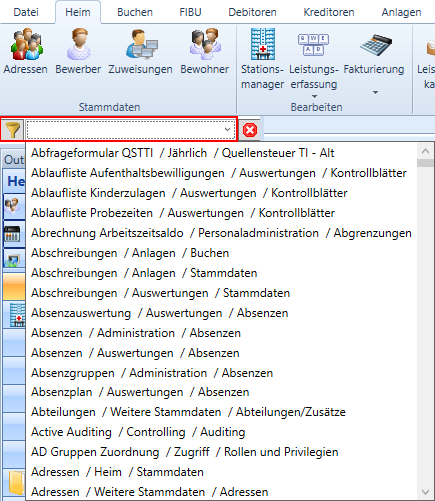 Datei Heim Buchen FIBU Debitoren Kreditoren Anlagen
Adressen Bewerber Zuweisungen Bewohner Stations- Leistungs- Fakturierung Leis
manager erfassung ka
Stammdaten Bearbeiten
Out
He
Abfrageformular QSTTI / Jährlich / Quellensteuer TI - Alt
Ablaufliste Aufenthaltsbewilligungen / Auswertungen / Kontrollblätter
Ablaufliste Kinderzulagen / Auswertungen / Kontrollblätter
Ablaufliste Probezeiten / Auswertungen / Kontrollblätter
Abrechnung Arbeitszeitsaldo / Personaladministration / Abgrenzungen
Abschreibungen / Anlagen / Buchen
Abschreibungen / Anlagen / Stammdaten
Abschreibungen / Auswertungen / Stammdaten
Absenzauswertung / Auswertungen / Absenzen
Absenzen / Administration / Absenzen
Absenzen / Auswertungen / Absenzen
Absenzgruppen / Administration / Absenzen
Absenzplan / Auswertungen / Absenzen
Abteilungen / Weitere Stammdaten / Abteilungen/Zusätze
Active Auditing / Controlling / Auditing
AD Gruppen Zuordnung / Zugriff / Rollen und Privilegien
Adressen / Heim / Stammdaten
Adressen / Weitere Stammdaten / Adressen